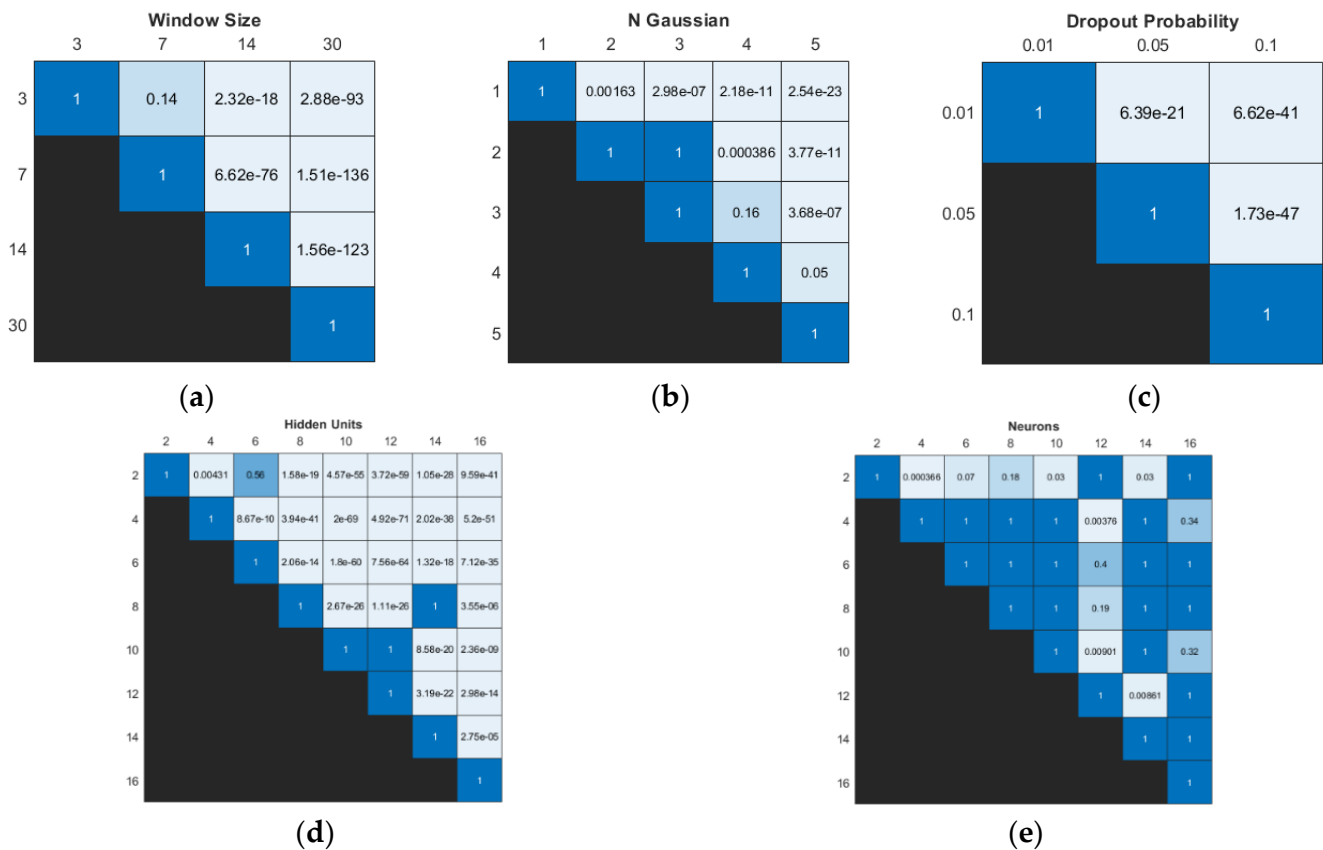 Window Size
3 7 14 30
3 1 0.14 2.32e-18 2.88e-93
7 1 6.62e-76 1.51e-136
14 1 1.56e-123
30 1
(a)
N Gaussian
1 2 3 4 5
1 1 0.00163 2.98e-07 2.18e-11 2.54e-23
2 1 1 0.000386 3.77e-11
3 1 0.16 3.68e-07
4 1 0.05
5 1
(b)
Dropout Probability
0.01 0.05 0.1
0.01 1 6.39e-21 6.62e-41
0.05 1 1.73e-47
0.1 1
(c)
Hidden Units
2 4 6 8 10 12 14 16
2 1 0.00431 0.56 1.58e-19 4.57e-55 3.72e-59 1.05e-28 9.59e-41
4 1 8.67e-10 3.94e-41 2e-69 4.92e-71 2.02e-38 5.2e-51
6 1 2.06e-14 1.8e-60 7.56e-64 1.32e-18 7.12e-35
8 1 2.67e-26 1.11e-26 1 3.55e-06
10 1 1 8.58e-20 2.36e-09
12 1 3.19e-22 2.98e-14
14 1 2.75e-05
16 1
(d)
Neurons
2 4 6 8 10 12 14 16
2 1 0.000366 0.07 0.18 0.03 1 0.03 1
4 1 1 1 1 0.00376 1 0.34
6 1 1 1 0.4 1 1
8 1 1 0.19 1 1
10 1 0.00901 1 0.32
12 1 0.00861 1
14 1 1
16 1
(e)